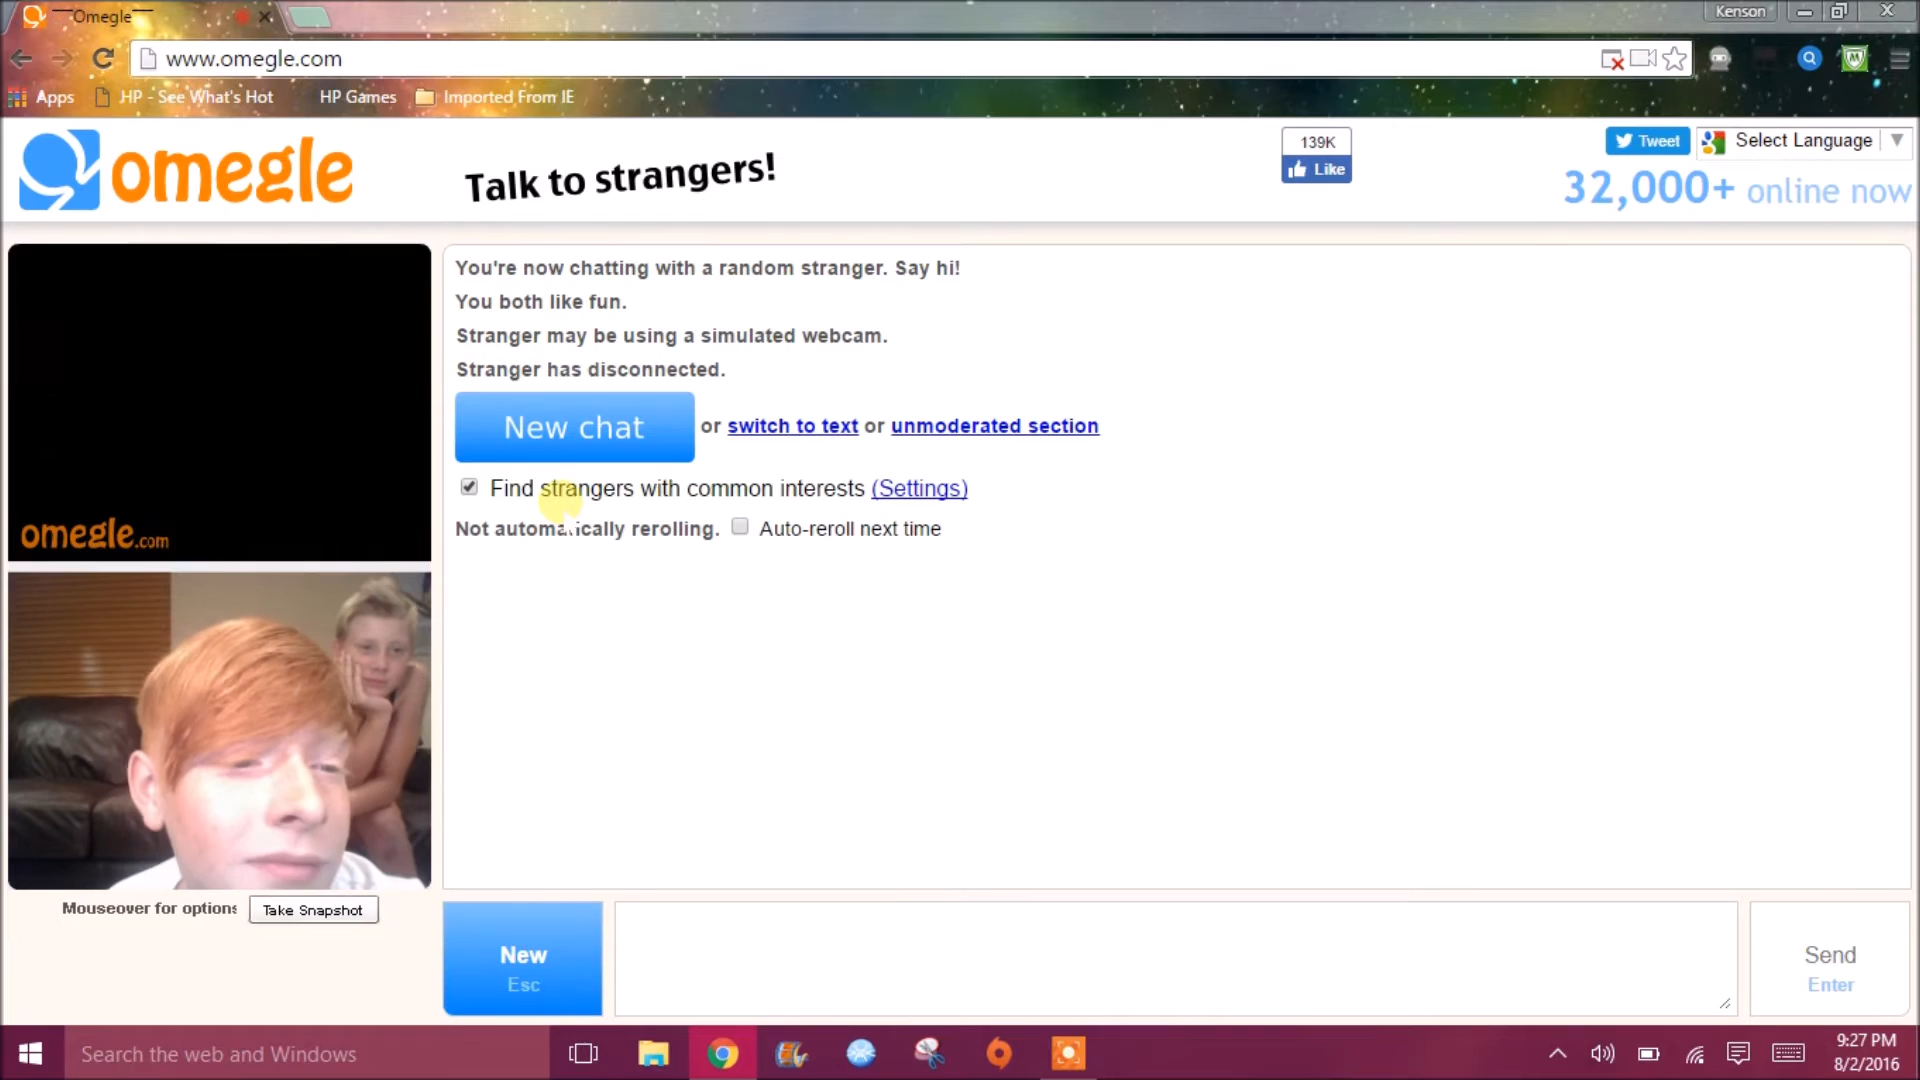 Omegle
Kenson
www.omegle.com
Apps
HP - See What's Hot
HP Games
Imported From IE
omegle
Talk to strangers!
139K
Like
Tweet
Select Language
32,000+ online now
You're now chatting with a random stranger. Say hi!
You both like fun.
Stranger may be using a simulated webcam.
Stranger has disconnected.
New chat or switch to text or unmoderated section
Find strangers with common interests (Settings)
Not automatically rerolling. Auto-reroll next time
omegle.com
Mouseover for options
Take Snapshot
New
Esc
Send
Enter
Search the web and Windows
9:27 PM
8/2/2016